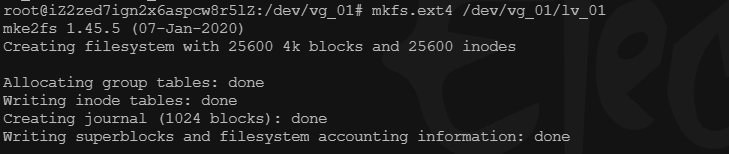 root@iZ2zed7ign2x6aspcw8r5lZ:/dev/vg_01# mkfs.ext4 /dev/vg_01/lv_01
mke2fs 1.45.5 (07-Jan-2020)
Creating filesystem with 25600 4k blocks and 25600 inodes

Allocating group tables: done
Writing inode tables: done
Creating journal (1024 blocks): done
Writing superblocks and filesystem accounting information: done